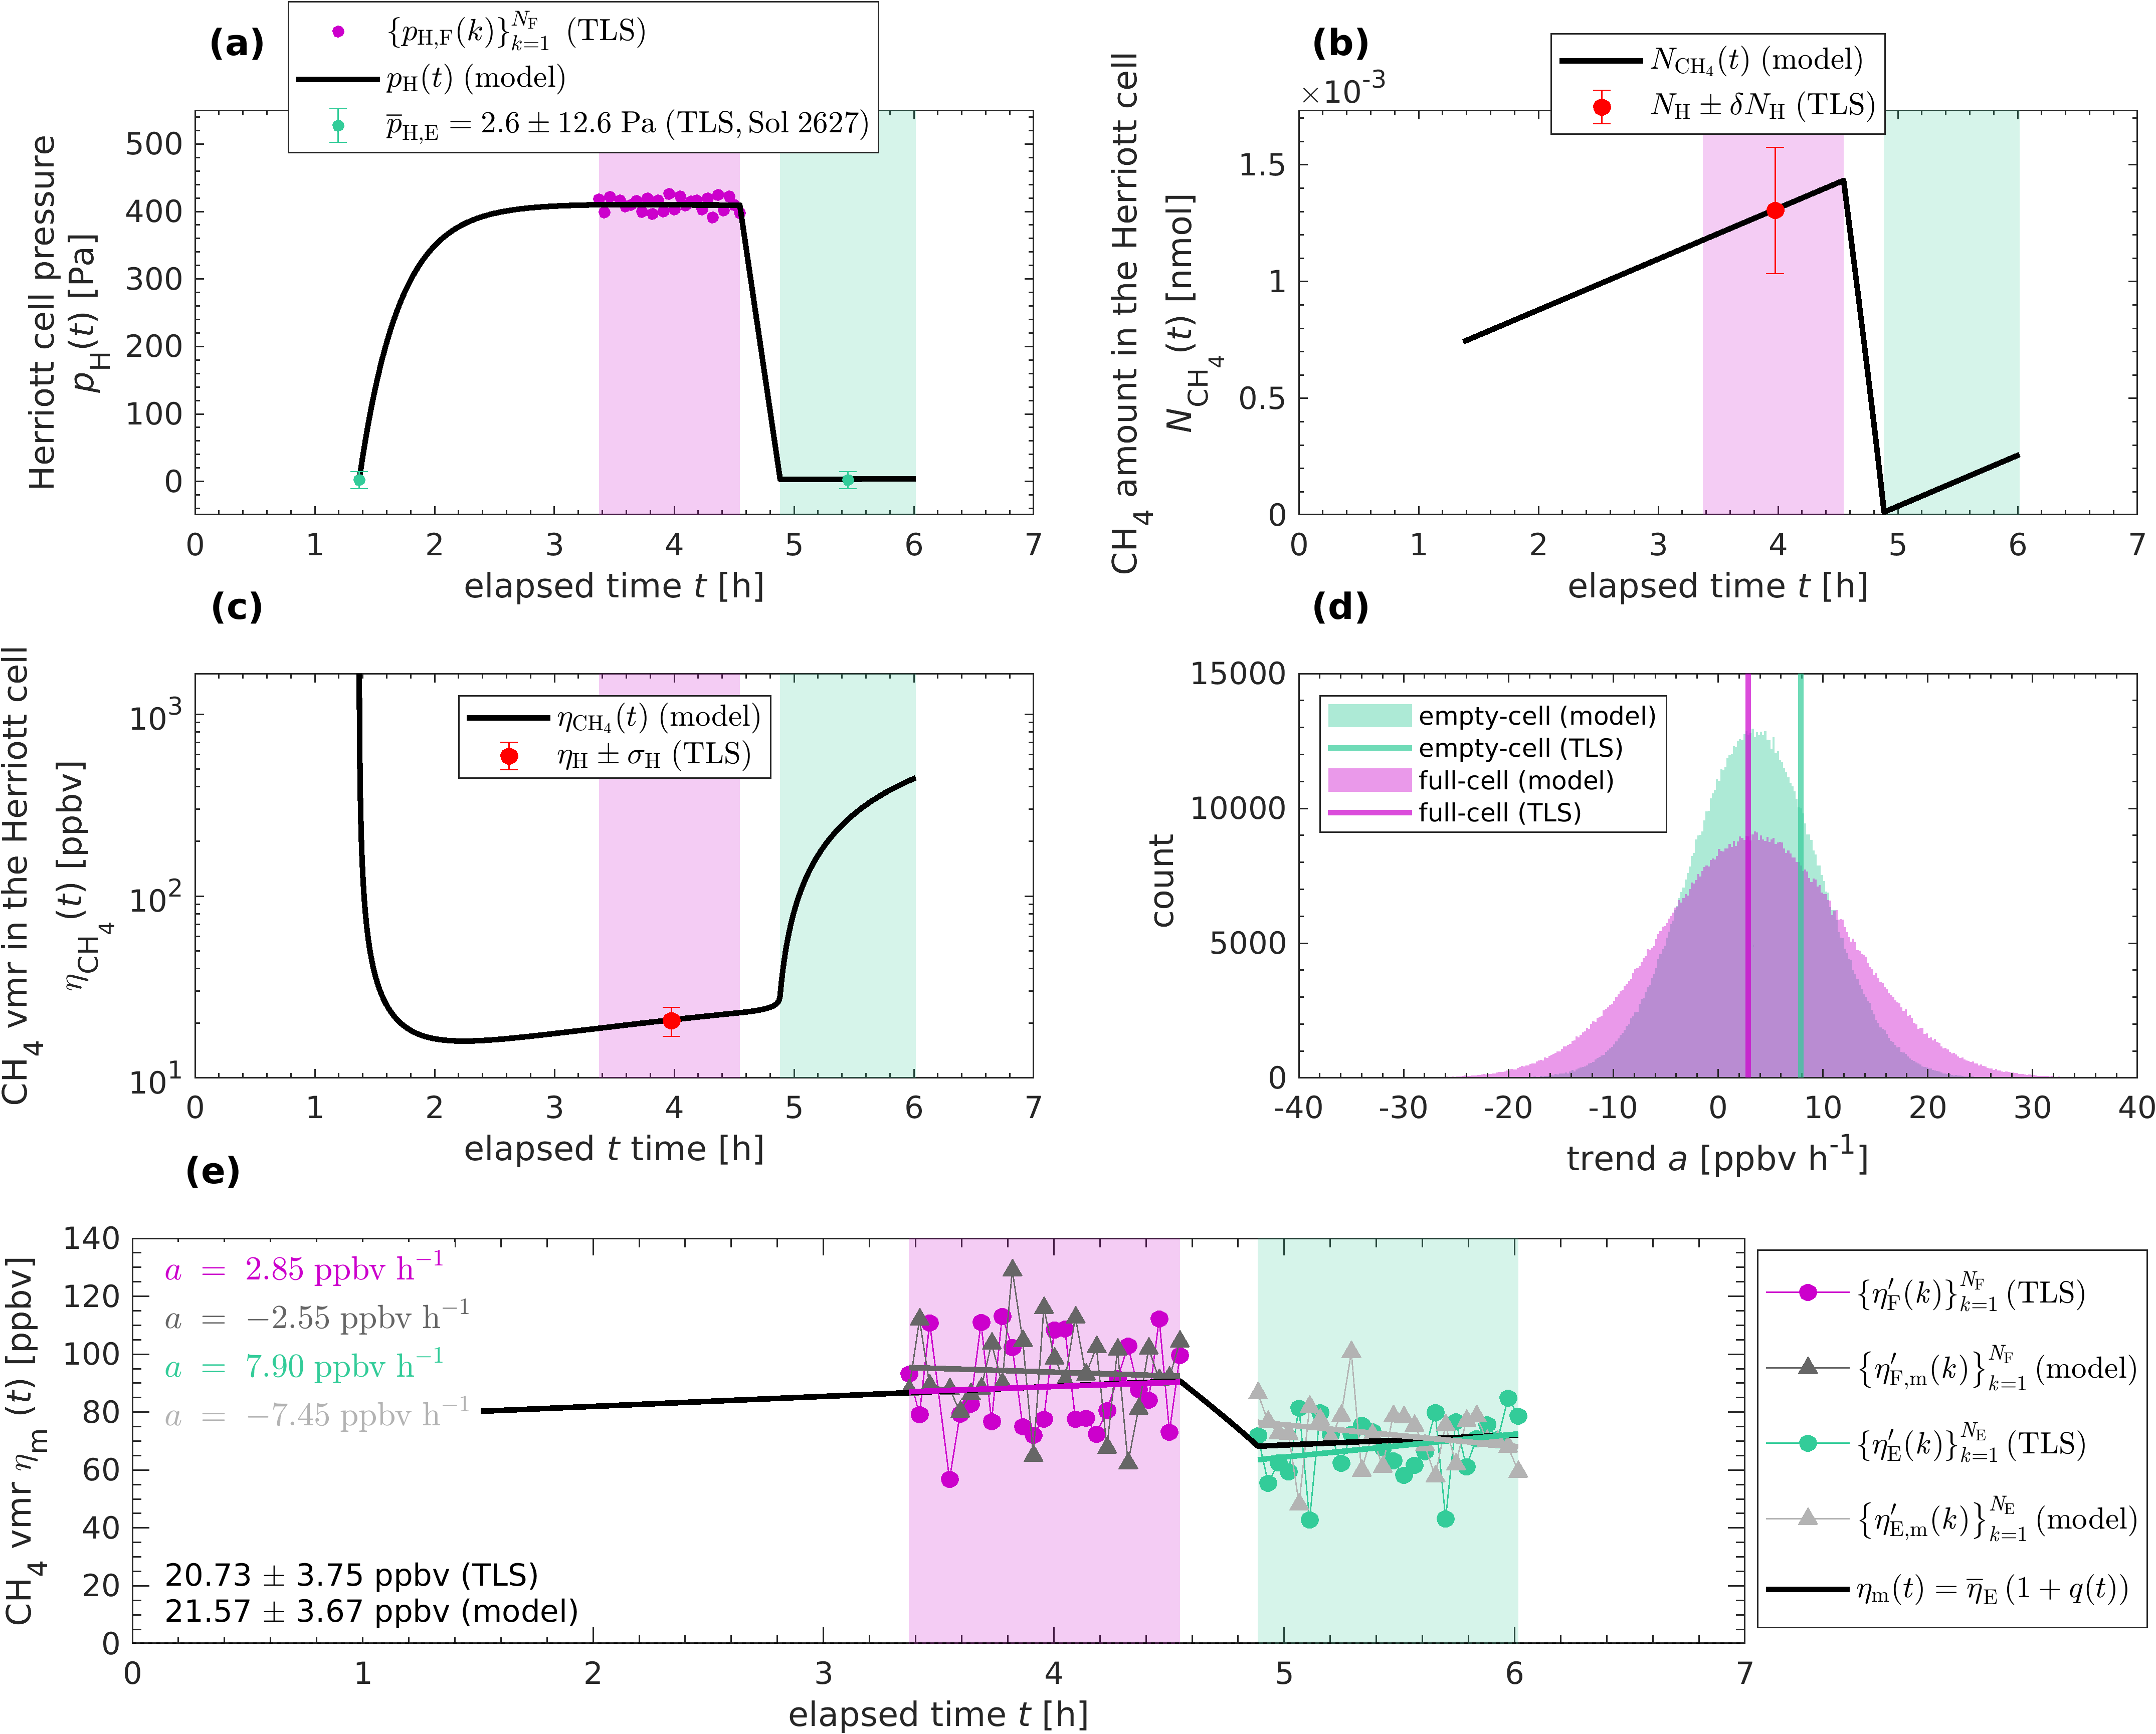 (a)
{p_H,F(k)}_{k=1}^{N_F} (TLS)
p_H(t) (model)
p̅_H,E = 2.6 ± 12.6 Pa (TLS, Sol 2627)
Herriott cell pressure
p_H(t) [Pa]
500
400
300
200
100
0
0 1 2 3 4 5 6 7
elapsed time t [h]
(b)
N_CH₄(t) (model)
N_H ± δN_H (TLS)
×10⁻³
CH₄ amount in the Herriott cell
N_CH₄(t) [nmol]
1.5
1
0.5
0
0 1 2 3 4 5 6 7
elapsed time t [h]
(c)
η_CH₄(t) (model)
η_H ± σ_H (TLS)
CH₄ vmr in the Herriott cell
η_CH₄(t) [ppbv]
10³
10²
10¹
0 1 2 3 4 5 6 7
elapsed t time [h]
(d)
empty-cell (model)
empty-cell (TLS)
full-cell (model)
full-cell (TLS)
count
15000
10000
5000
0
-40 -30 -20 -10 0 10 20 30 40
trend a [ppbv h⁻¹]
(e)
a = 2.85 ppbv h⁻¹
a = −2.55 ppbv h⁻¹
a = 7.90 ppbv h⁻¹
a = −7.45 ppbv h⁻¹
20.73 ± 3.75 ppbv (TLS)
21.57 ± 3.67 ppbv (model)
CH₄ vmr η_m (t) [ppbv]
140
120
100
80
60
40
20
0
0 1 2 3 4 5 6 7
elapsed time t [h]
{η′_F(k)}_{k=1}^{N_F} (TLS)
{η′_F,m(k)}_{k=1}^{N_F} (model)
{η′_E(k)}_{k=1}^{N_E} (TLS)
{η′_E,m(k)}_{k=1}^{N_E} (model)
η_m(t) = η̅_E (1 + q(t))